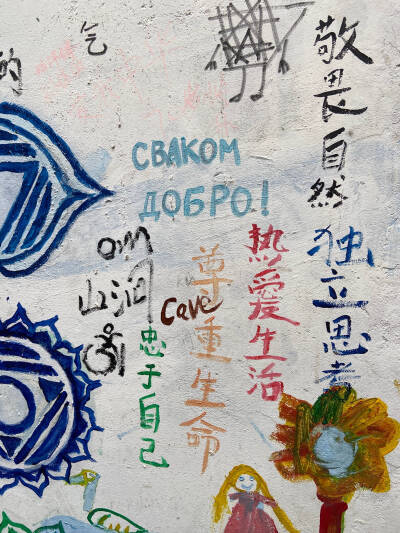 气
的
敬畏自然
СВАКОМ
ДОБРО!
独立思考
热爱生活
尊重生命
om
山洞
Cave
ॐ
忠于自己